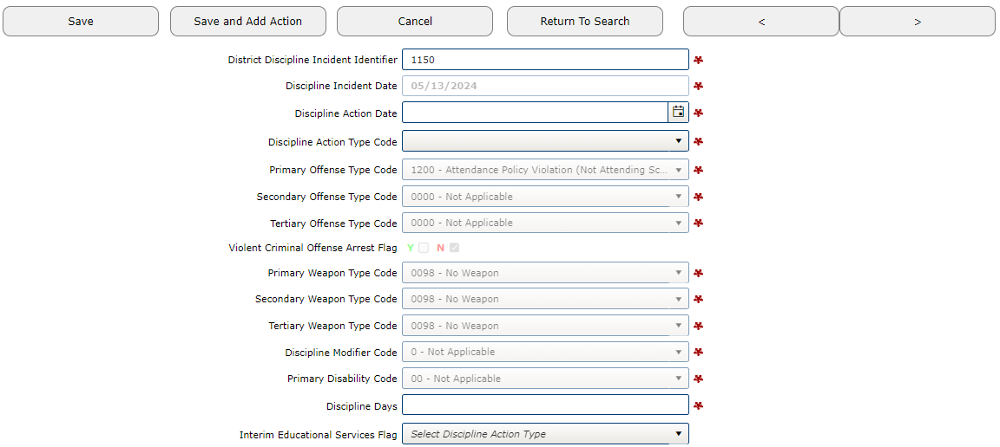 Save Save and Add Action Cancel Return To Search < >
District Discipline Incident Identifier 1150 *
Discipline Incident Date 05/13/2024 *
Discipline Action Date *
Discipline Action Type Code *
Primary Offense Type Code 1200 - Attendance Policy Violation (Not Attending Sc... *
Secondary Offense Type Code 0000 - Not Applicable *
Tertiary Offense Type Code 0000 - Not Applicable *
Violent Criminal Offense Arrest Flag Y N
Primary Weapon Type Code 0098 - No Weapon *
Secondary Weapon Type Code 0098 - No Weapon *
Tertiary Weapon Type Code 0098 - No Weapon *
Discipline Modifier Code 0 - Not Applicable *
Primary Disability Code 00 - Not Applicable *
Discipline Days *
Interim Educational Services Flag Select Discipline Action Type